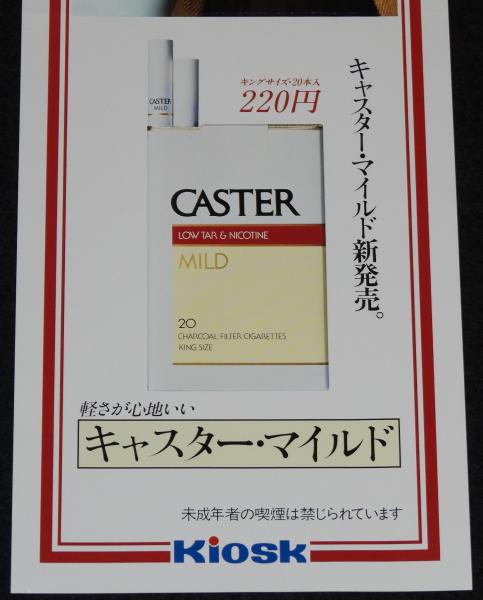 キングサイズ・20本入
220円
キャスター・マイルド新発売。
CASTER
MILD
CASTER
LOW TAR & NICOTINE
MILD
20
CHARCOAL FILTER CIGARETTES
KING SIZE
軽さが心地いい
キャスター・マイルド
未成年者の喫煙は禁じられています
Kiosk